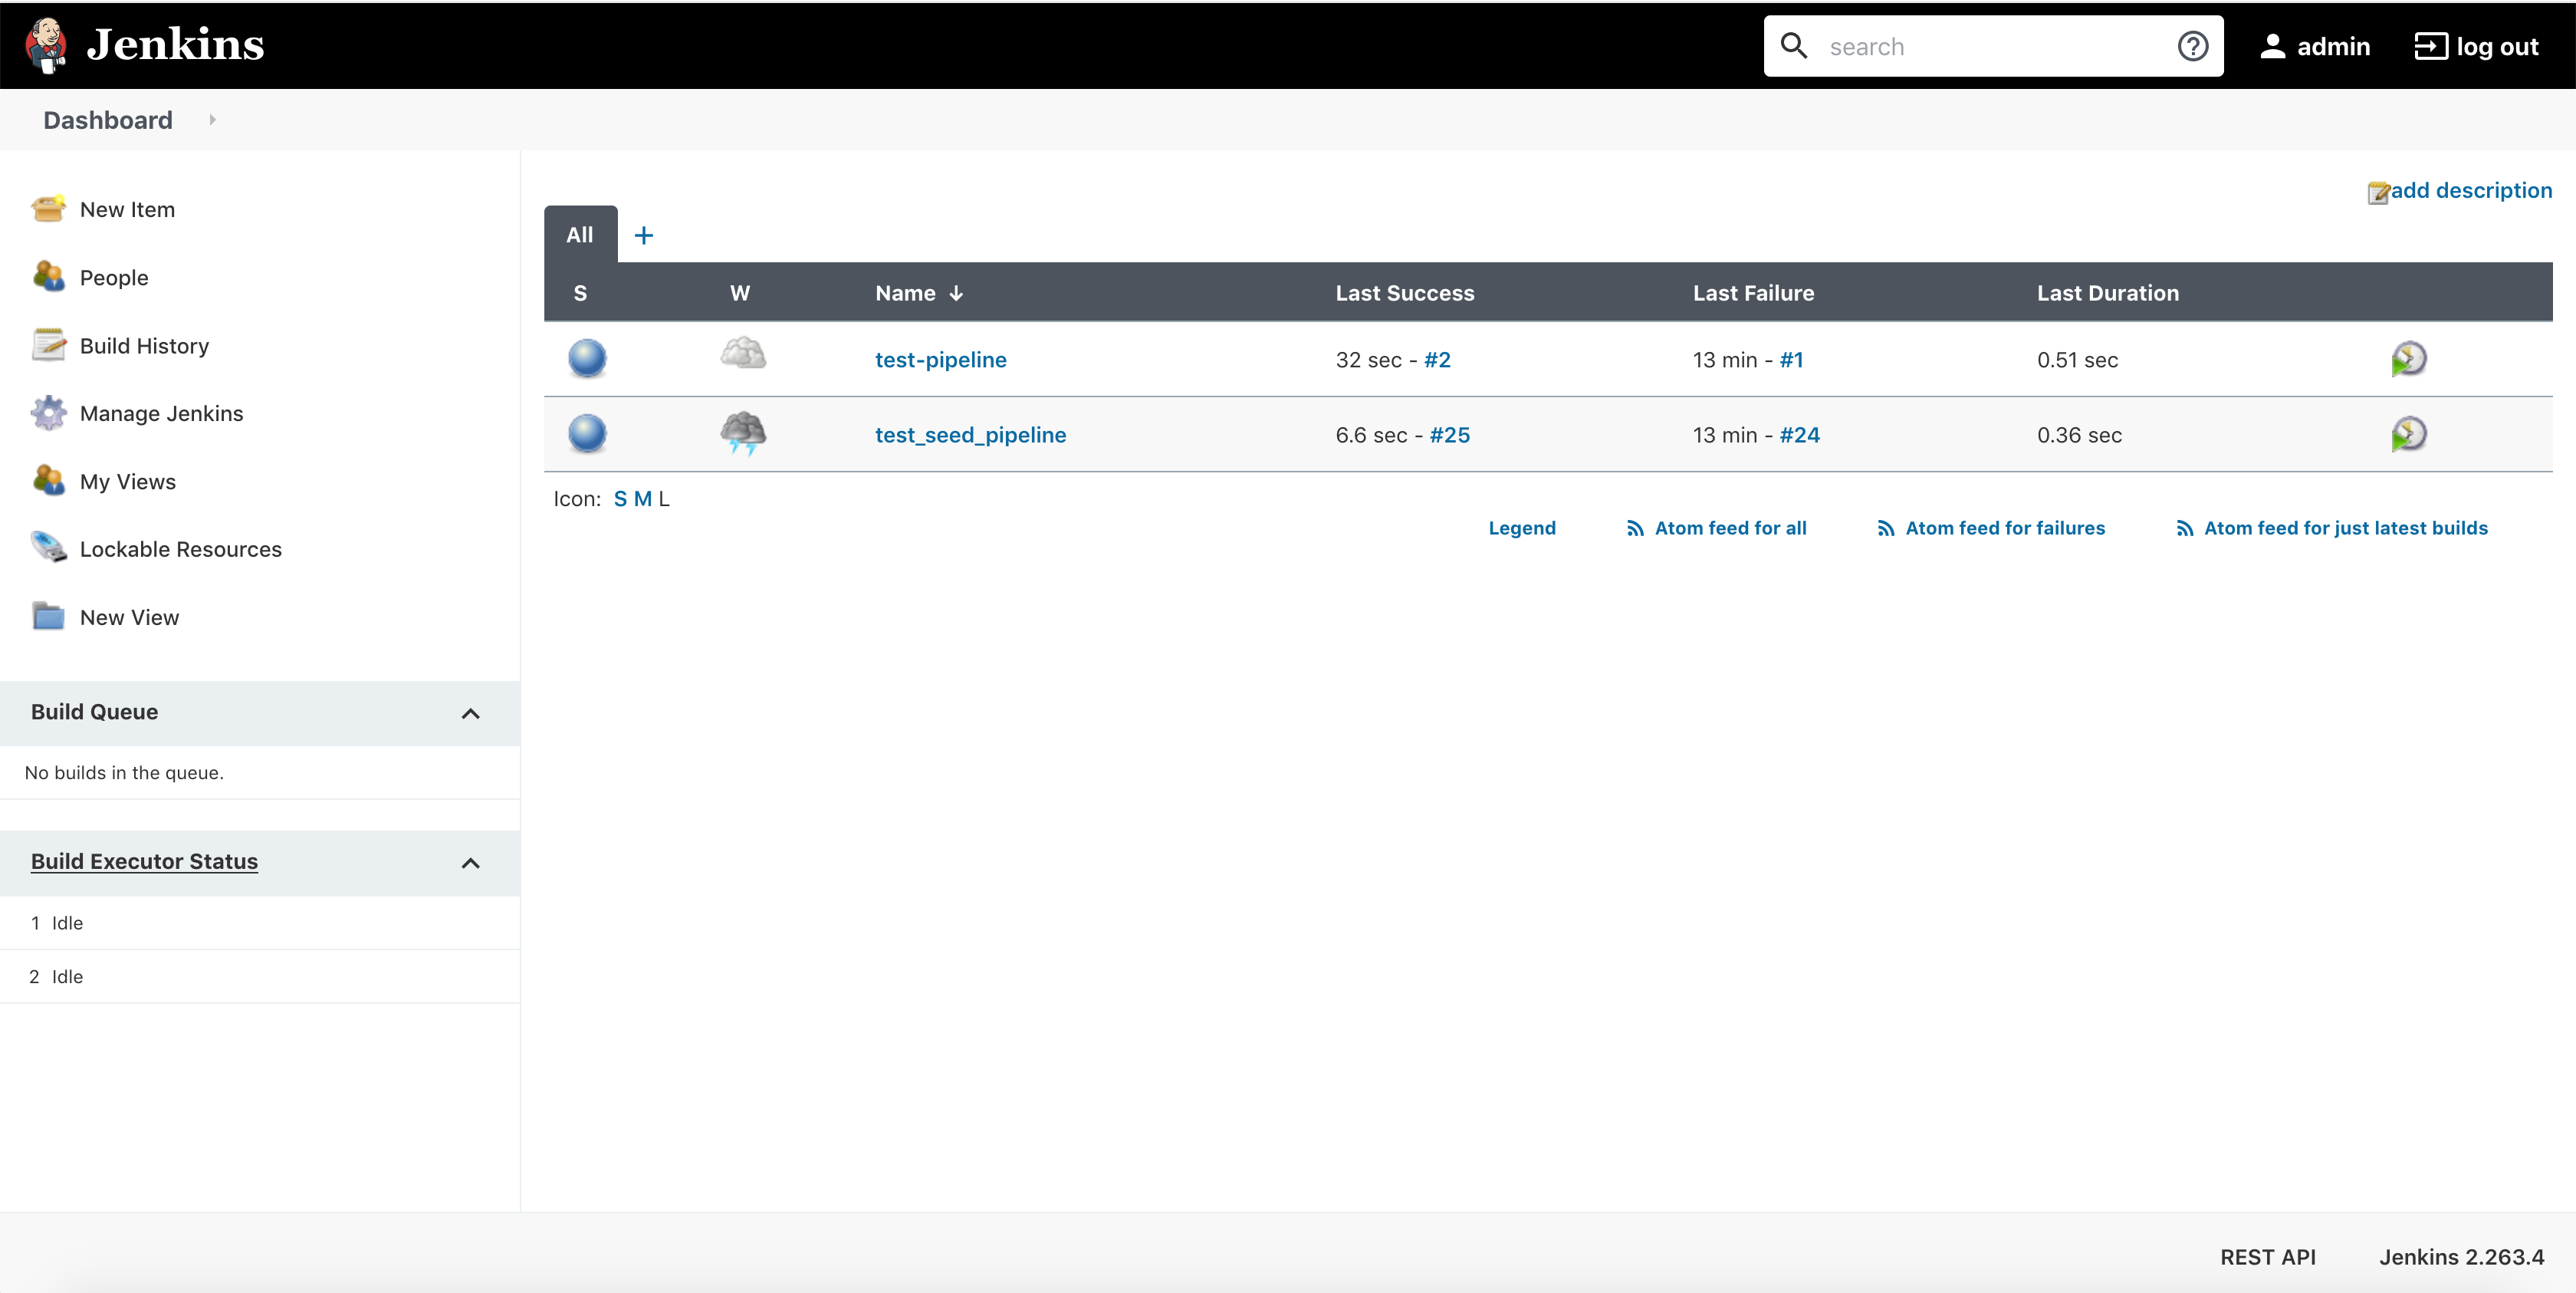 Jenkins
search
admin
log out
Dashboard
New Item
People
Build History
Manage Jenkins
My Views
Lockable Resources
New View
Build Queue
No builds in the queue.
Build Executor Status
1 Idle
2 Idle
add description
All +
S W Name ↓ Last Success Last Failure Last Duration
test-pipeline 32 sec - #2 13 min - #1 0.51 sec
test_seed_pipeline 6.6 sec - #25 13 min - #24 0.36 sec
Icon: S M L
Legend Atom feed for all Atom feed for failures Atom feed for just latest builds
REST API Jenkins 2.263.4